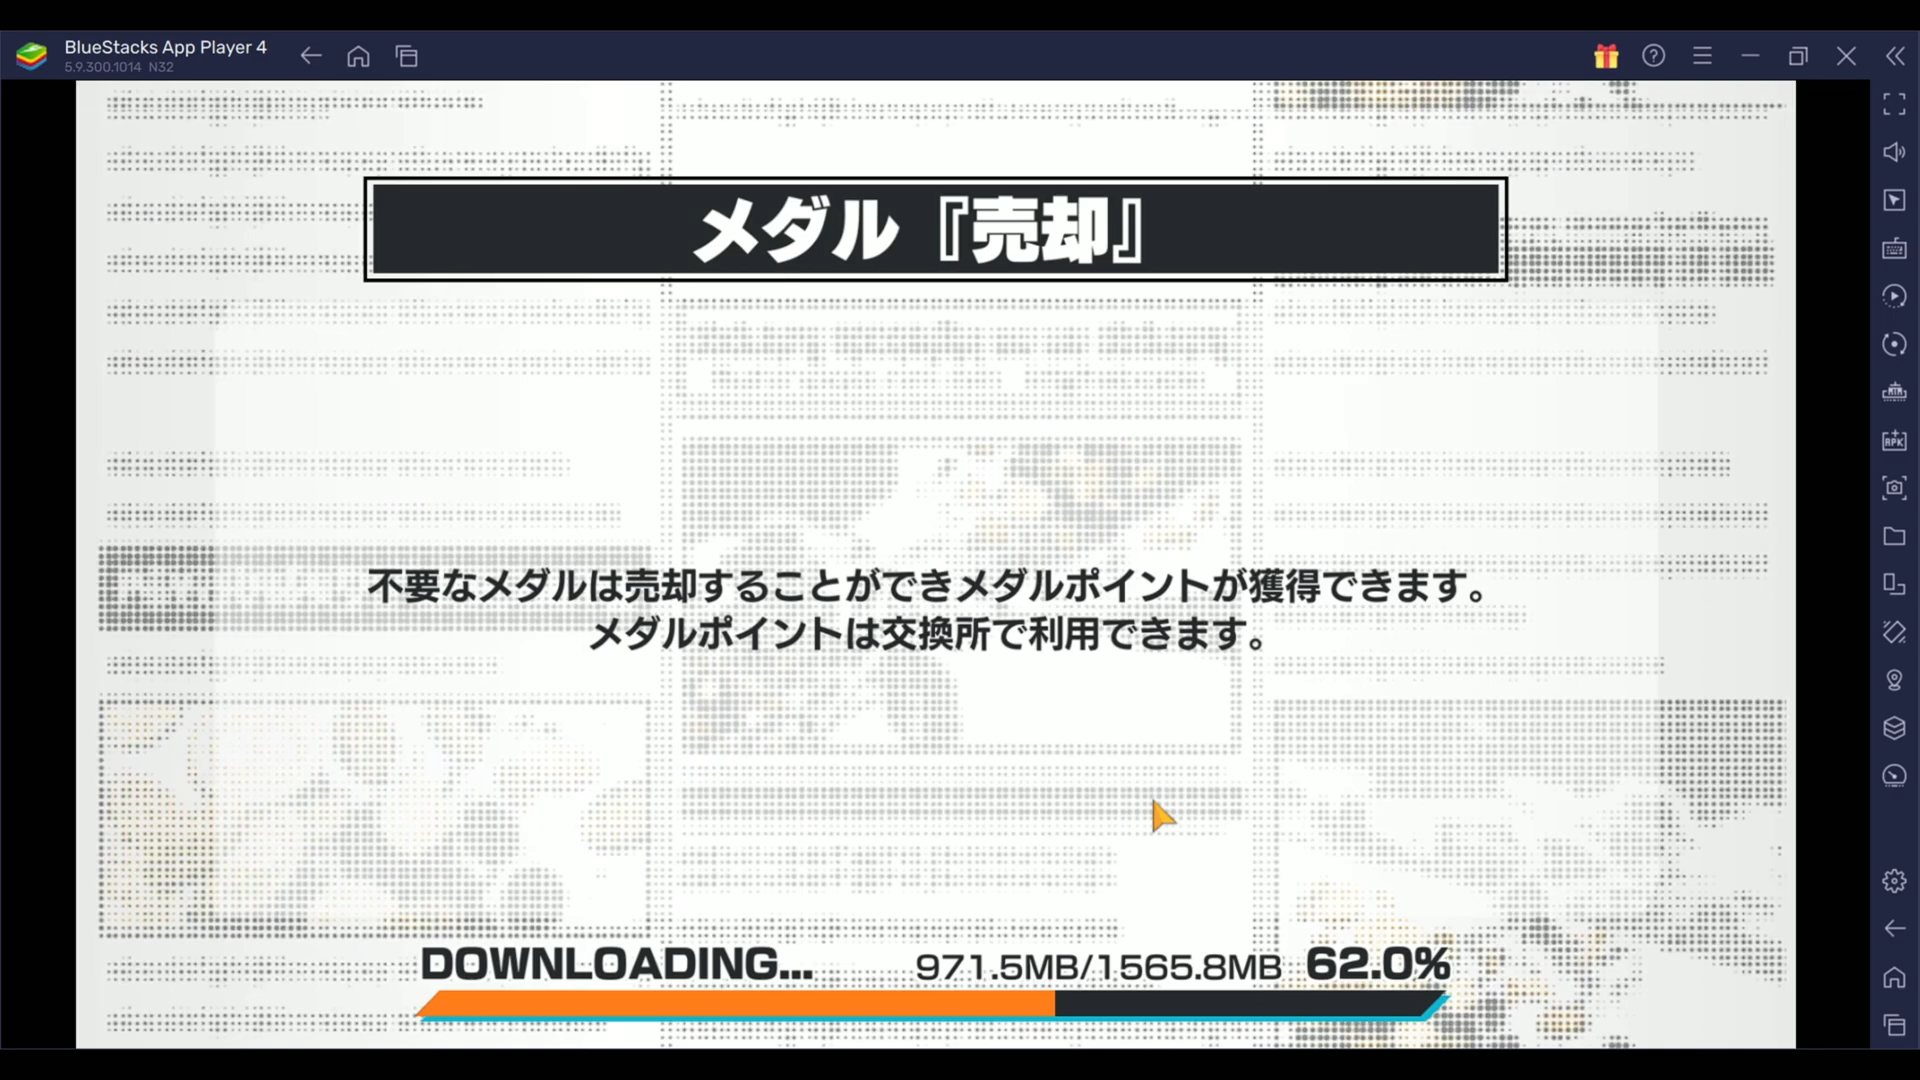 BlueStacks App Player 4
5.9.300.1014 N32
メダル『売却』
不要なメダルは売却することができメダルポイントが獲得できます。
メダルポイントは交換所で利用できます。
DOWNLOADING... 971.5MB/1565.8MB 62.0%